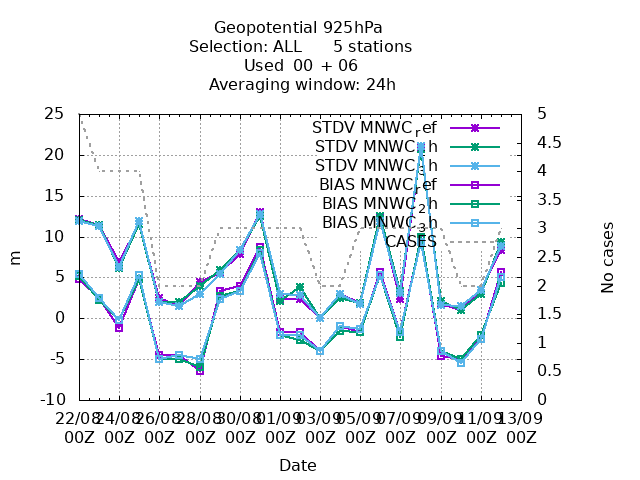 Geopotential 925hPa
Selection: ALL 5 stations
Used 00 + 06
Averaging window: 24h
25
20
15
10
5
0
-5
-10
m
5
4.5
4
3.5
3
2.5
2
1.5
1
0.5
0
No cases
STDV MNWC_ref
STDV MNWC_2h
STDV MNWC_3h
BIAS MNWC_ref
BIAS MNWC_2h
BIAS MNWC_3h
CASES
22/08 24/08 26/08 28/08 30/08 01/09 03/09 05/09 07/09 09/09 11/09 13/09
00Z 00Z 00Z 00Z 00Z 00Z 00Z 00Z 00Z 00Z 00Z 00Z
Date